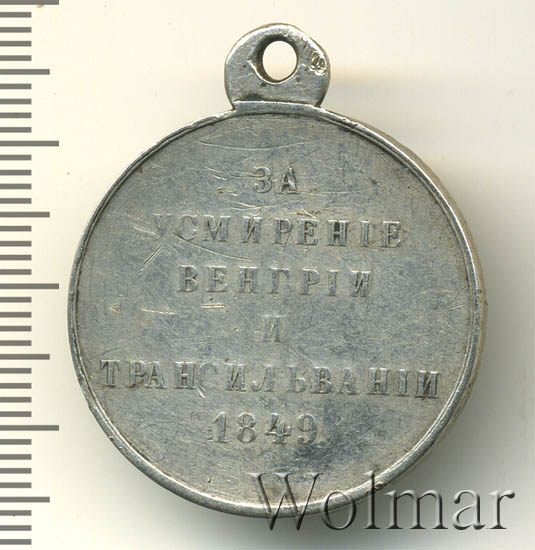 ЗА
УСМИРЕНІЕ
ВЕНГРІИ
И
ТРАНСИЛЬВАНІИ
1849.
Wolmar